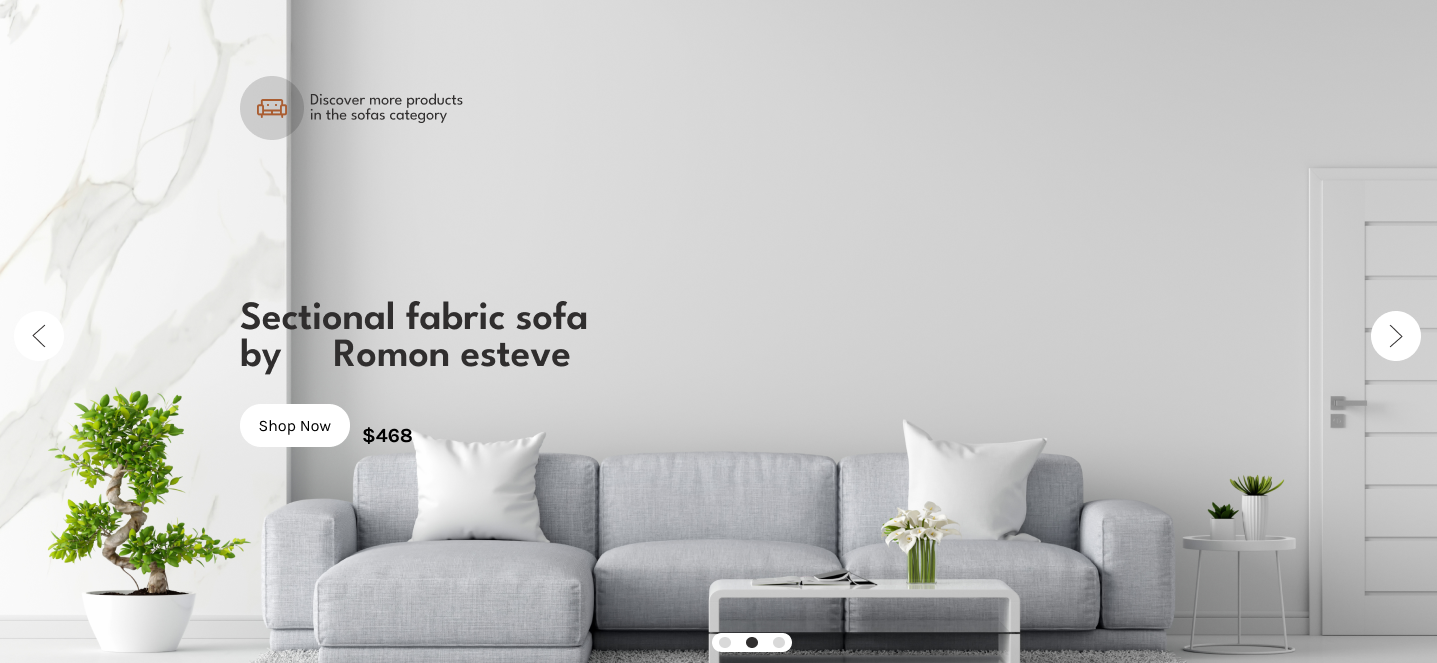 Discover more products
in the sofas category
Sectional fabric sofa
by Romon esteve
Shop Now
$468